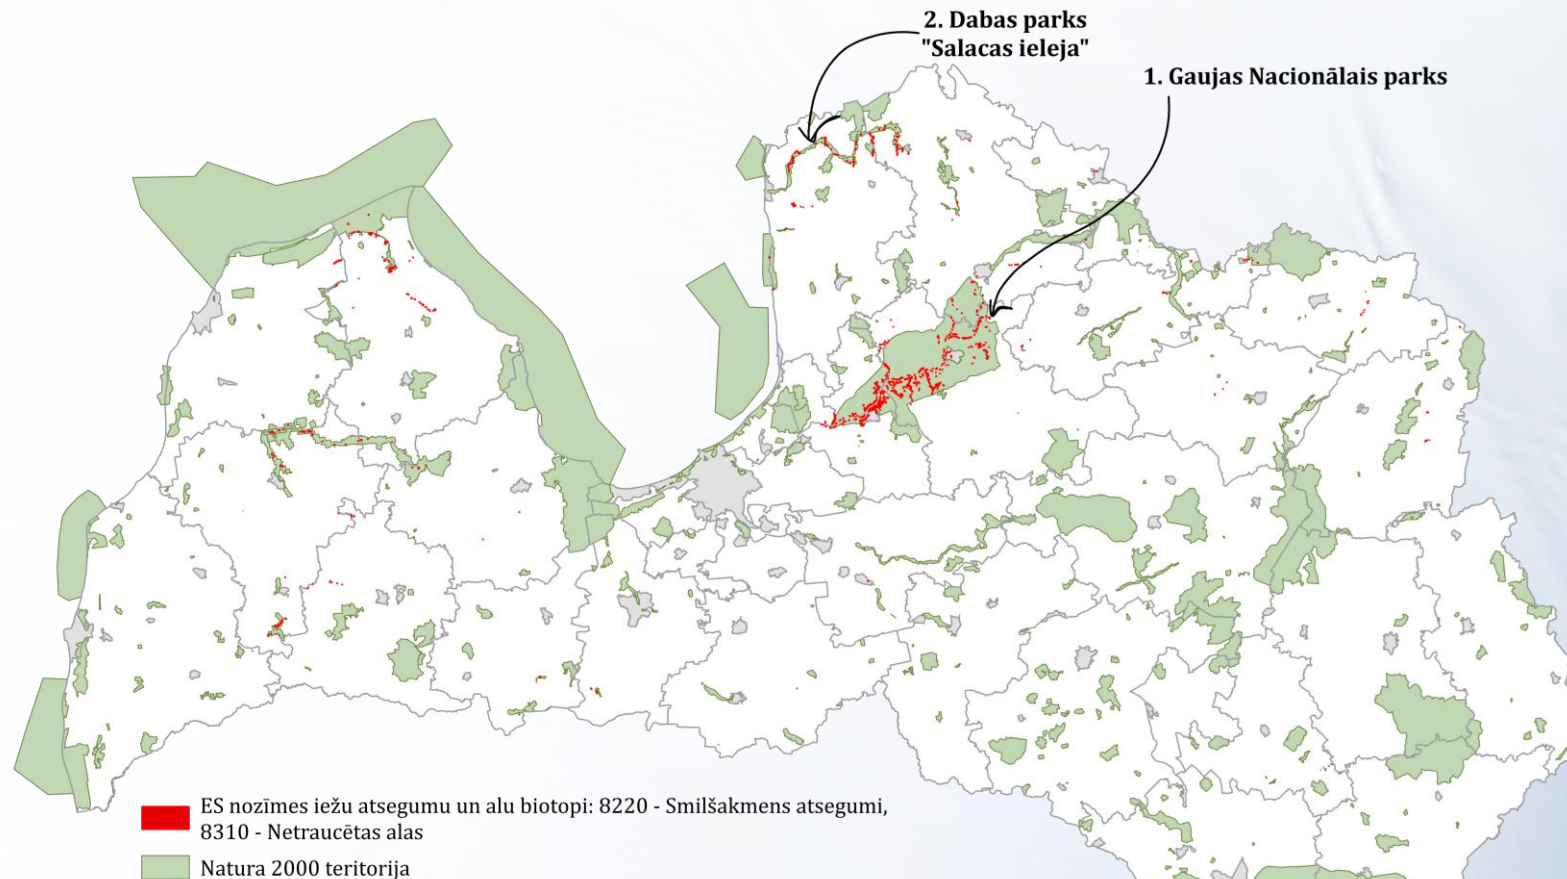 2. Dabas parks
"Salacas ieleja"
1. Gaujas Nacionālais parks
ES nozīmes iežu atsegumu un alu biotopi: 8220 - Smilšakmens atsegumi,
8310 - Netraucētas alas
Natura 2000 teritorija